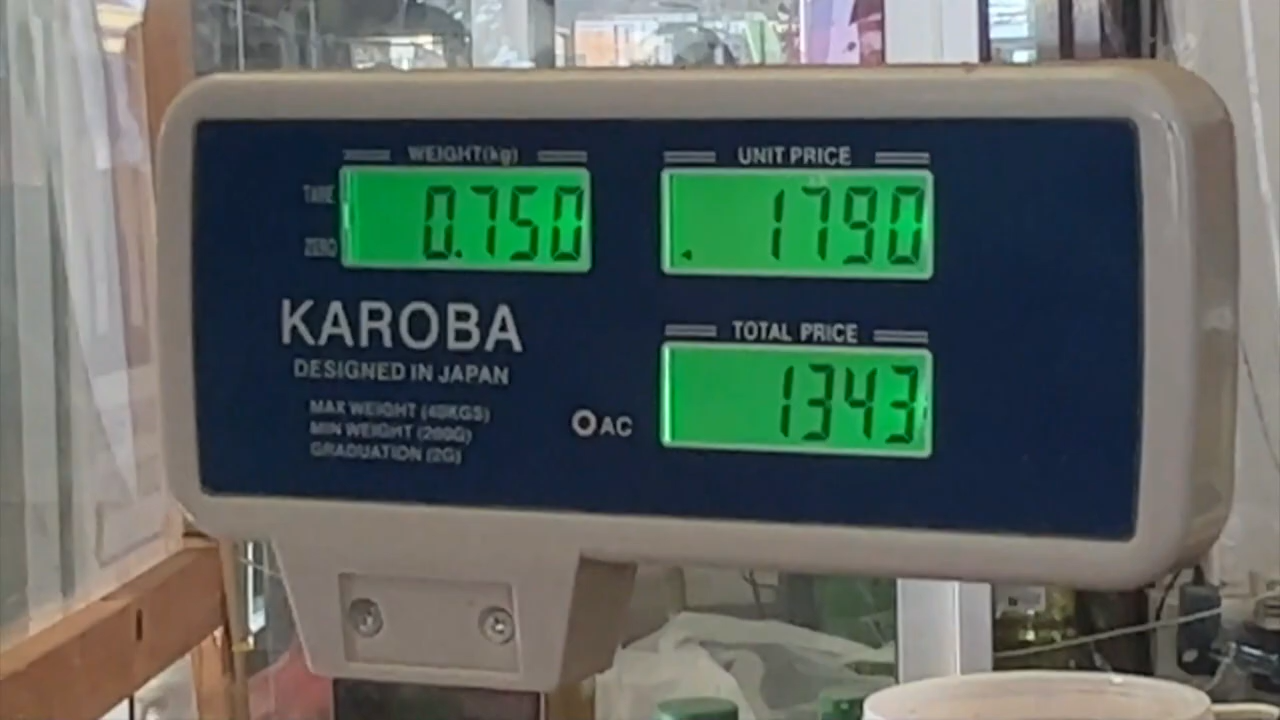 WEIGHT(kg)
UNIT PRICE
TARE
0.750
1790
ZERO
KAROBA
TOTAL PRICE
DESIGNED IN JAPAN
1343
MAX WEIGHT (40KGS)
AC
MIN WEIGHT (200G)
GRADUATION (2G)